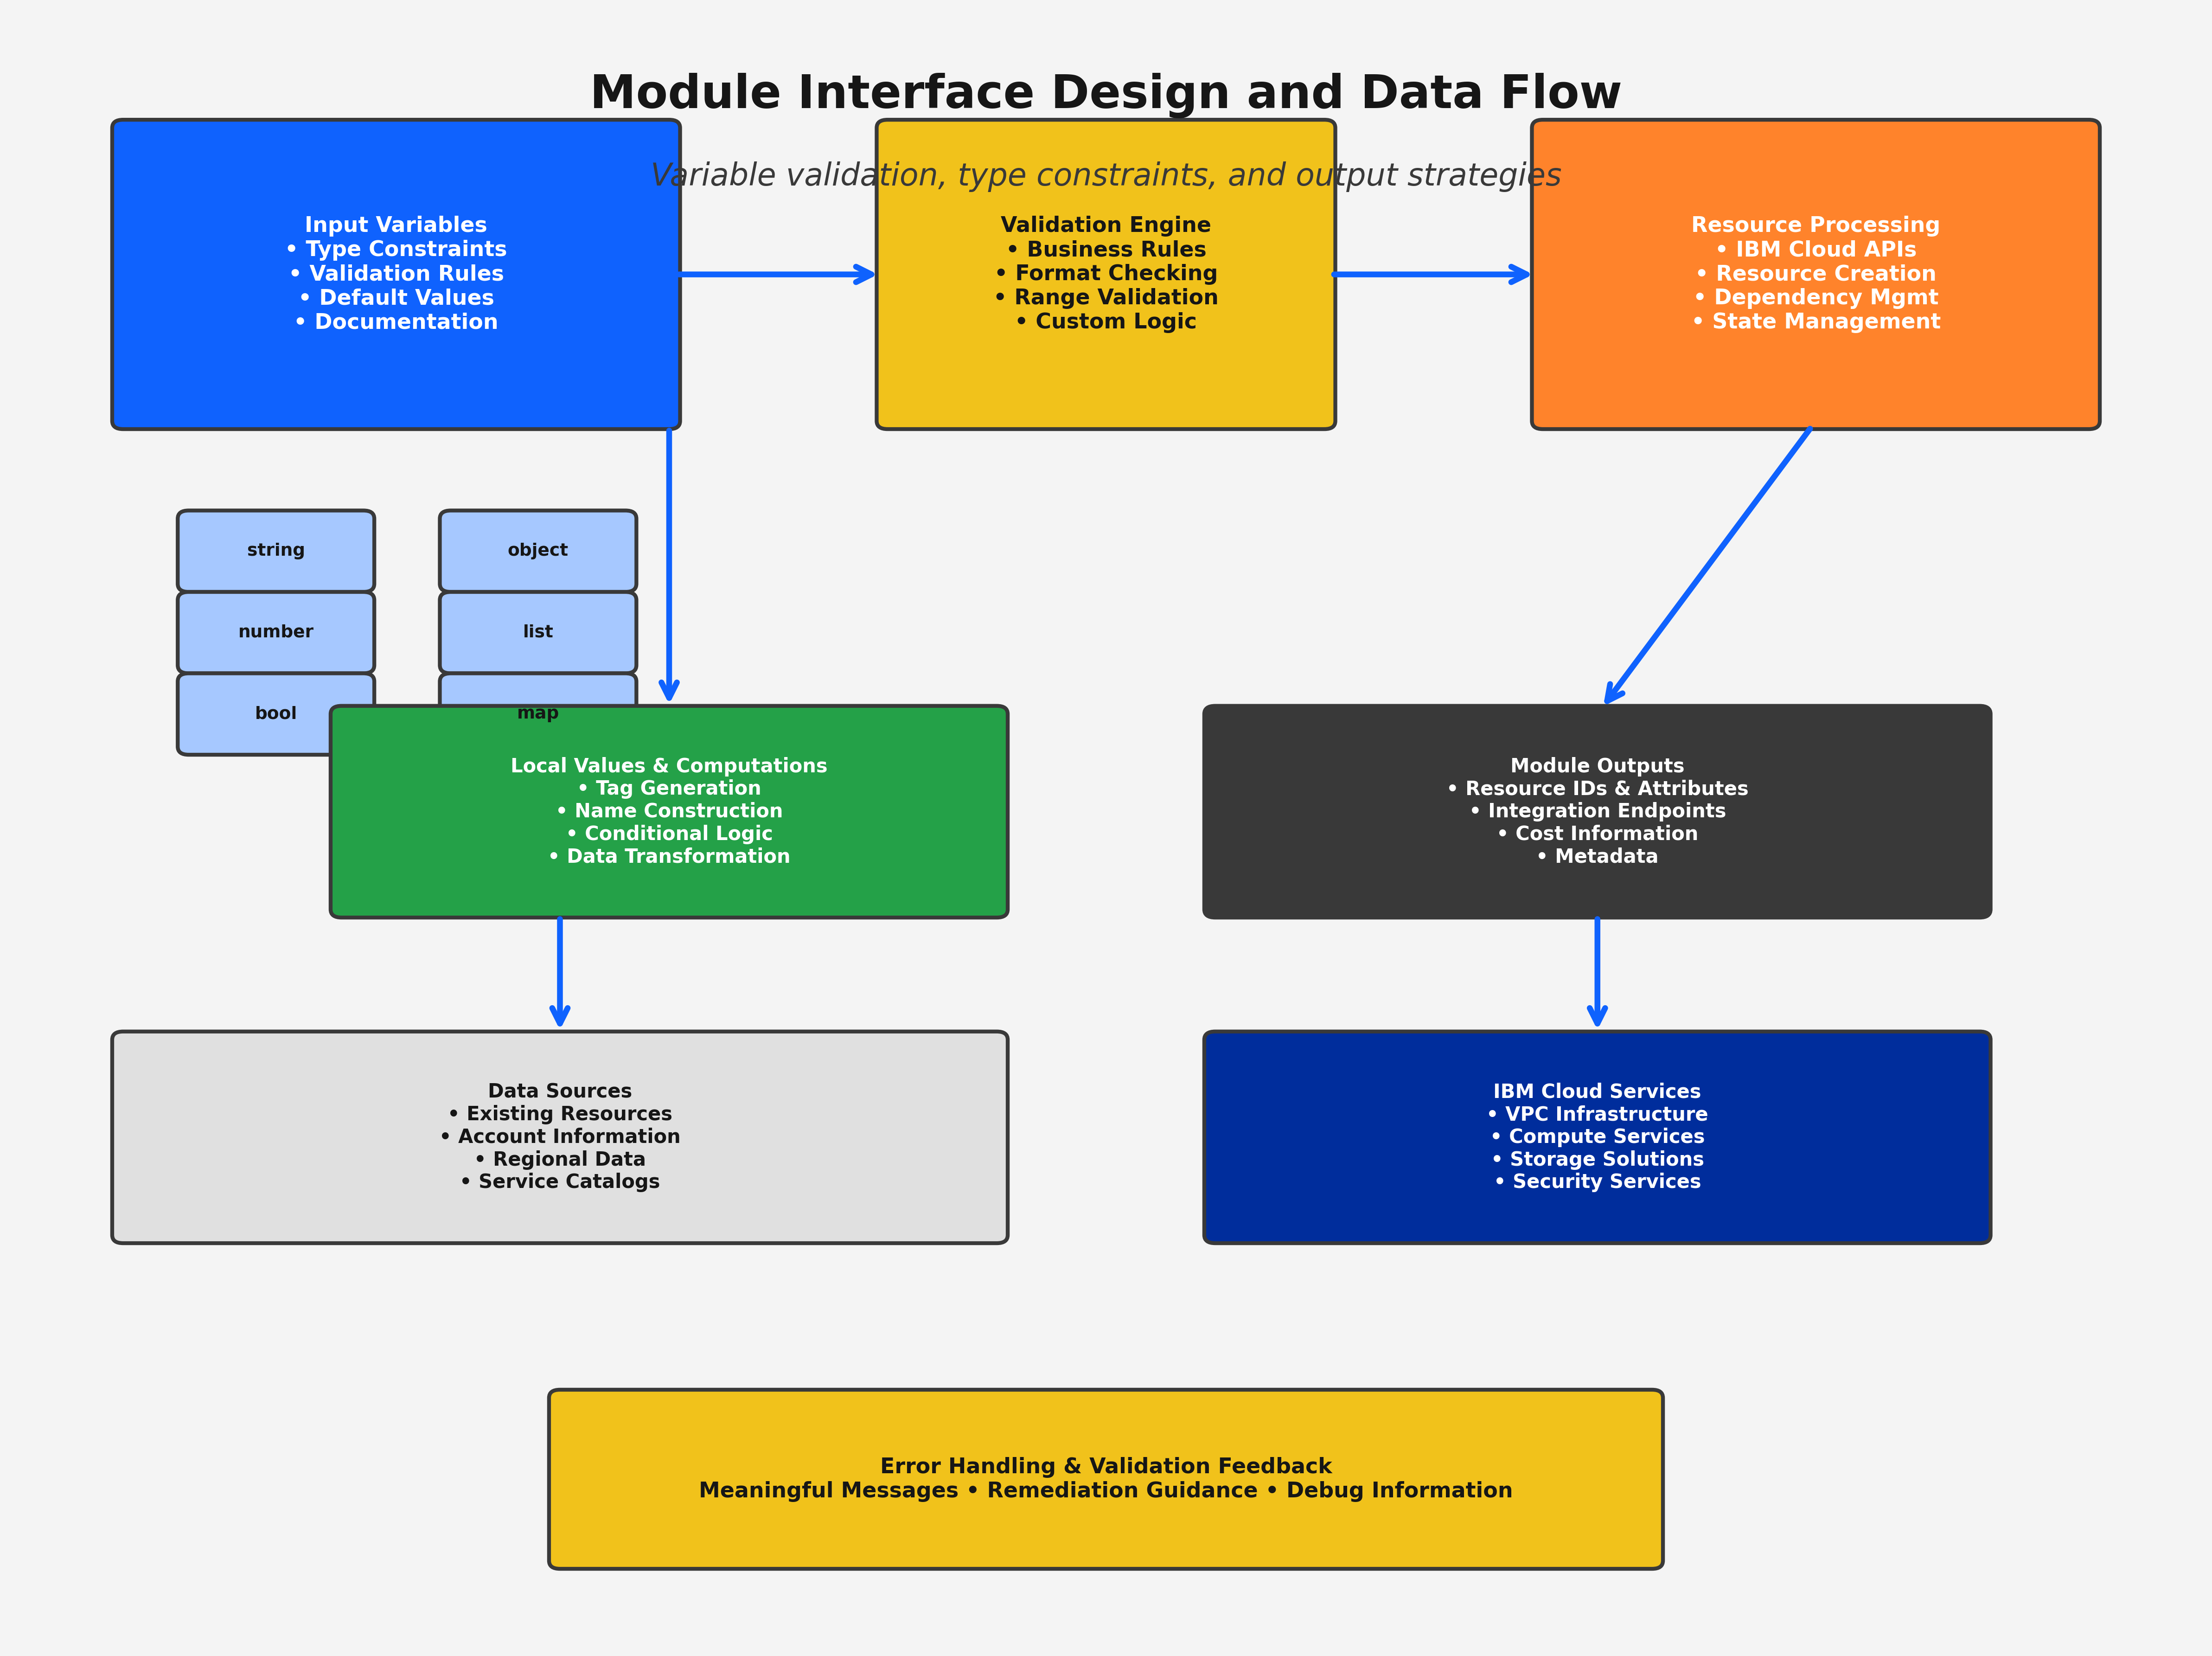 Module Interface Design and Data Flow
Variable validation, type constraints, and output strategies
Input Variables
• Type Constraints
• Validation Rules
• Default Values
• Documentation
Validation Engine
• Business Rules
• Format Checking
• Range Validation
• Custom Logic
Resource Processing
• IBM Cloud APIs
• Resource Creation
• Dependency Mgmt
• State Management
string
object
number
list
bool
map
Local Values & Computations
• Tag Generation
• Name Construction
• Conditional Logic
• Data Transformation
Module Outputs
• Resource IDs & Attributes
• Integration Endpoints
• Cost Information
• Metadata
Data Sources
• Existing Resources
• Account Information
• Regional Data
• Service Catalogs
IBM Cloud Services
• VPC Infrastructure
• Compute Services
• Storage Solutions
• Security Services
Error Handling & Validation Feedback
Meaningful Messages • Remediation Guidance • Debug Information